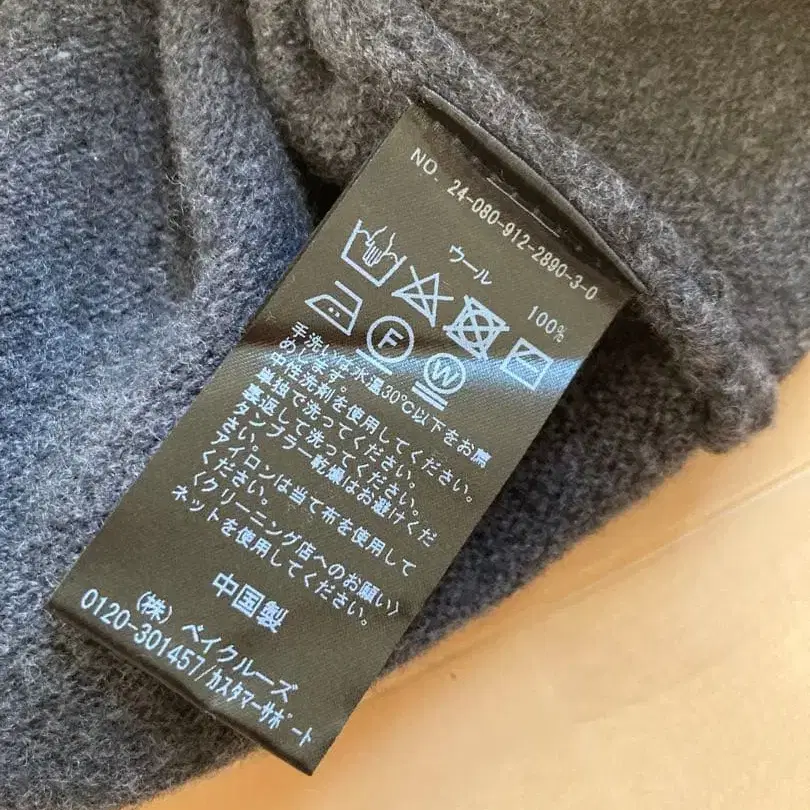 NO. 24-080-912-2890-3-0
ウール 100%
F
W
手洗いは水温30℃以下をお薦
めします。
中性洗剤を使用してください。
単独で洗ってください。
裏返して洗ってください。
タンブラー乾燥はお避けくだ
さい。
アイロンは当て布を使用して
ください。
〈クリーニング店へのお願い〉
ネットを使用してください。
中国製
(株) ベイクルーズ
0120-301457/カスタマーサポート